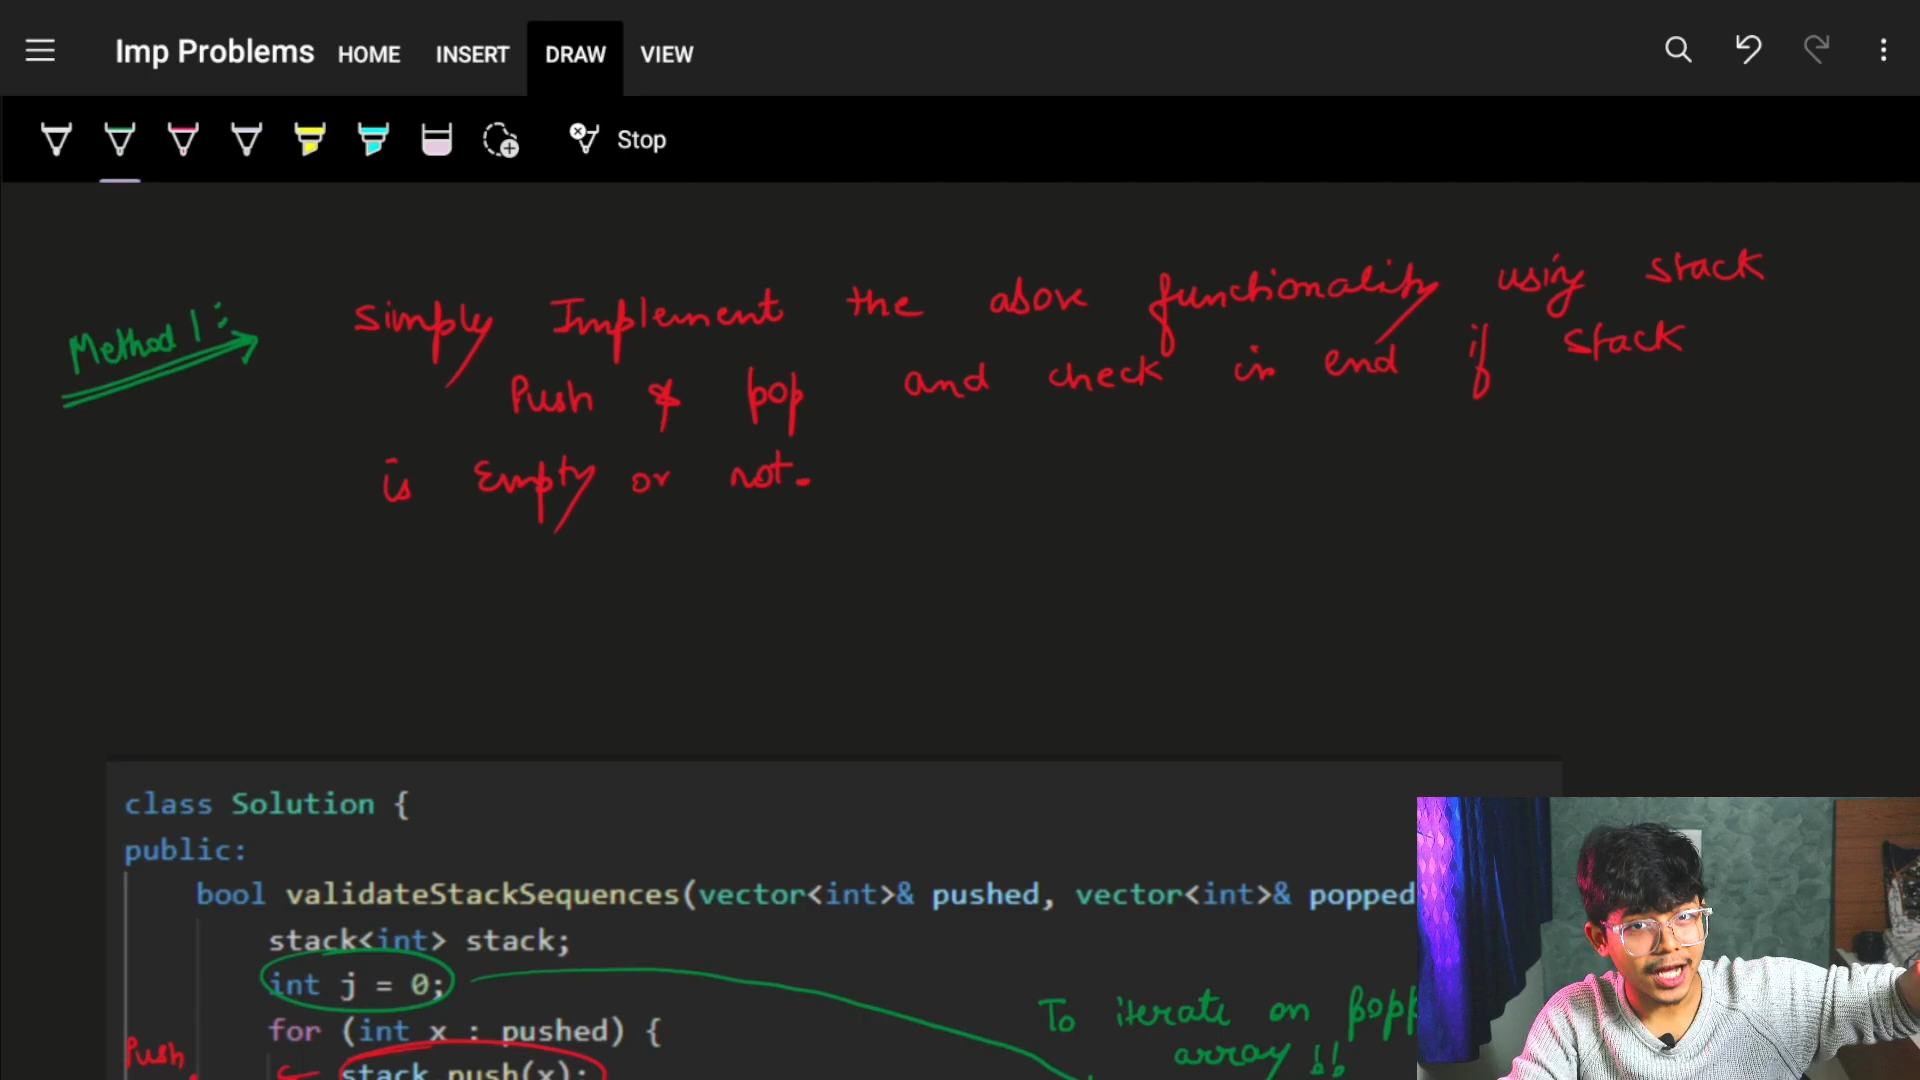 Imp Problems HOME INSERT DRAW VIEW
Stop
Method 1:
Simply Implement the above functionality using stack
Push & pop and check in end if stack
is Empty or not.
class Solution {
public:
bool validateStackSequences(vector<int>& pushed, vector<int>& popped
stack<int> stack;
int j = 0;
for (int x : pushed) {
To iterate on popp
array !!
Push
stack.push(x);